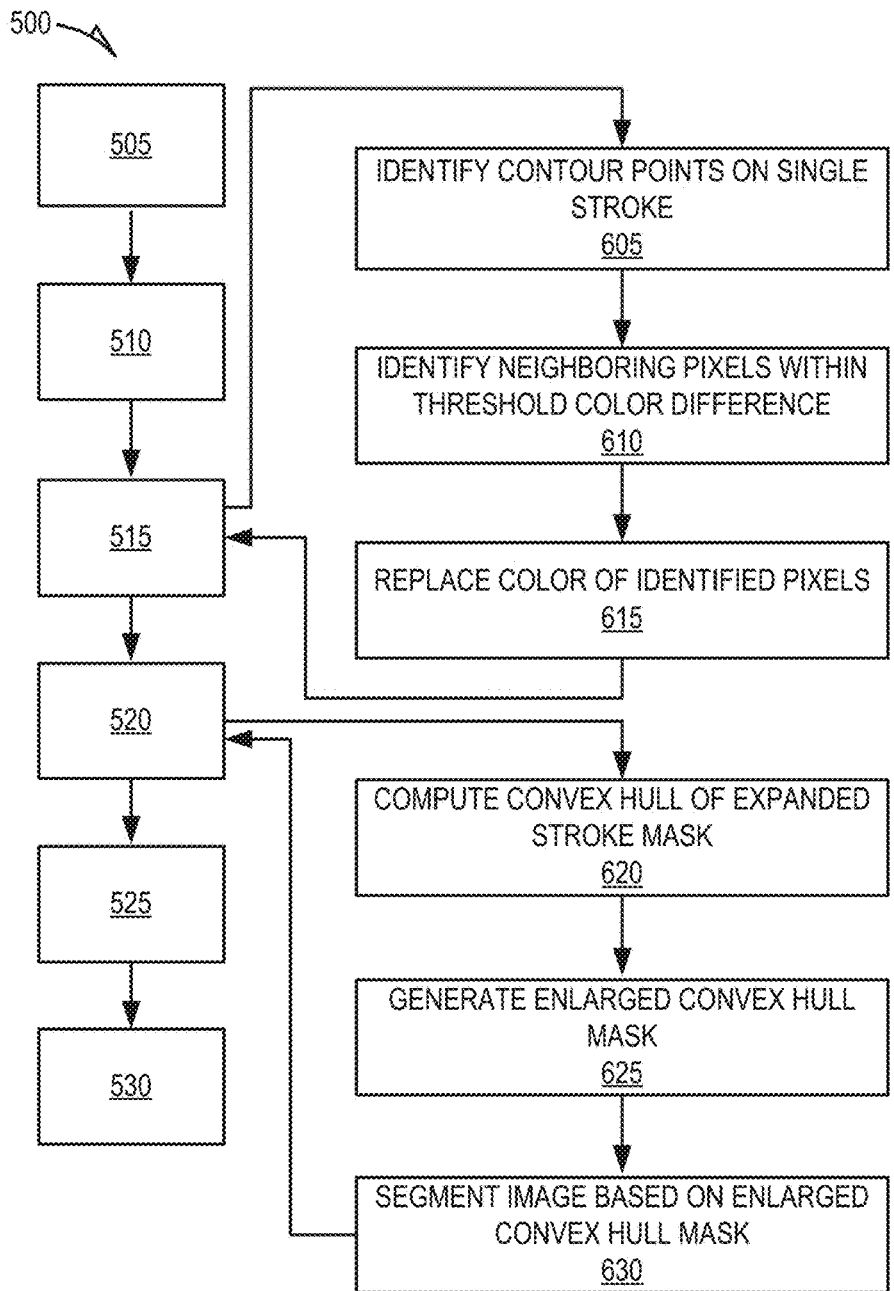 500
505
510
515
520
525
530
IDENTIFY CONTOUR POINTS ON SINGLE
STROKE
605
IDENTIFY NEIGHBORING PIXELS WITHIN
THRESHOLD COLOR DIFFERENCE
610
REPLACE COLOR OF IDENTIFIED PIXELS
615
COMPUTE CONVEX HULL OF EXPANDED
STROKE MASK
620
GENERATE ENLARGED CONVEX HULL
MASK
625
SEGMENT IMAGE BASED ON ENLARGED
CONVEX HULL MASK
630